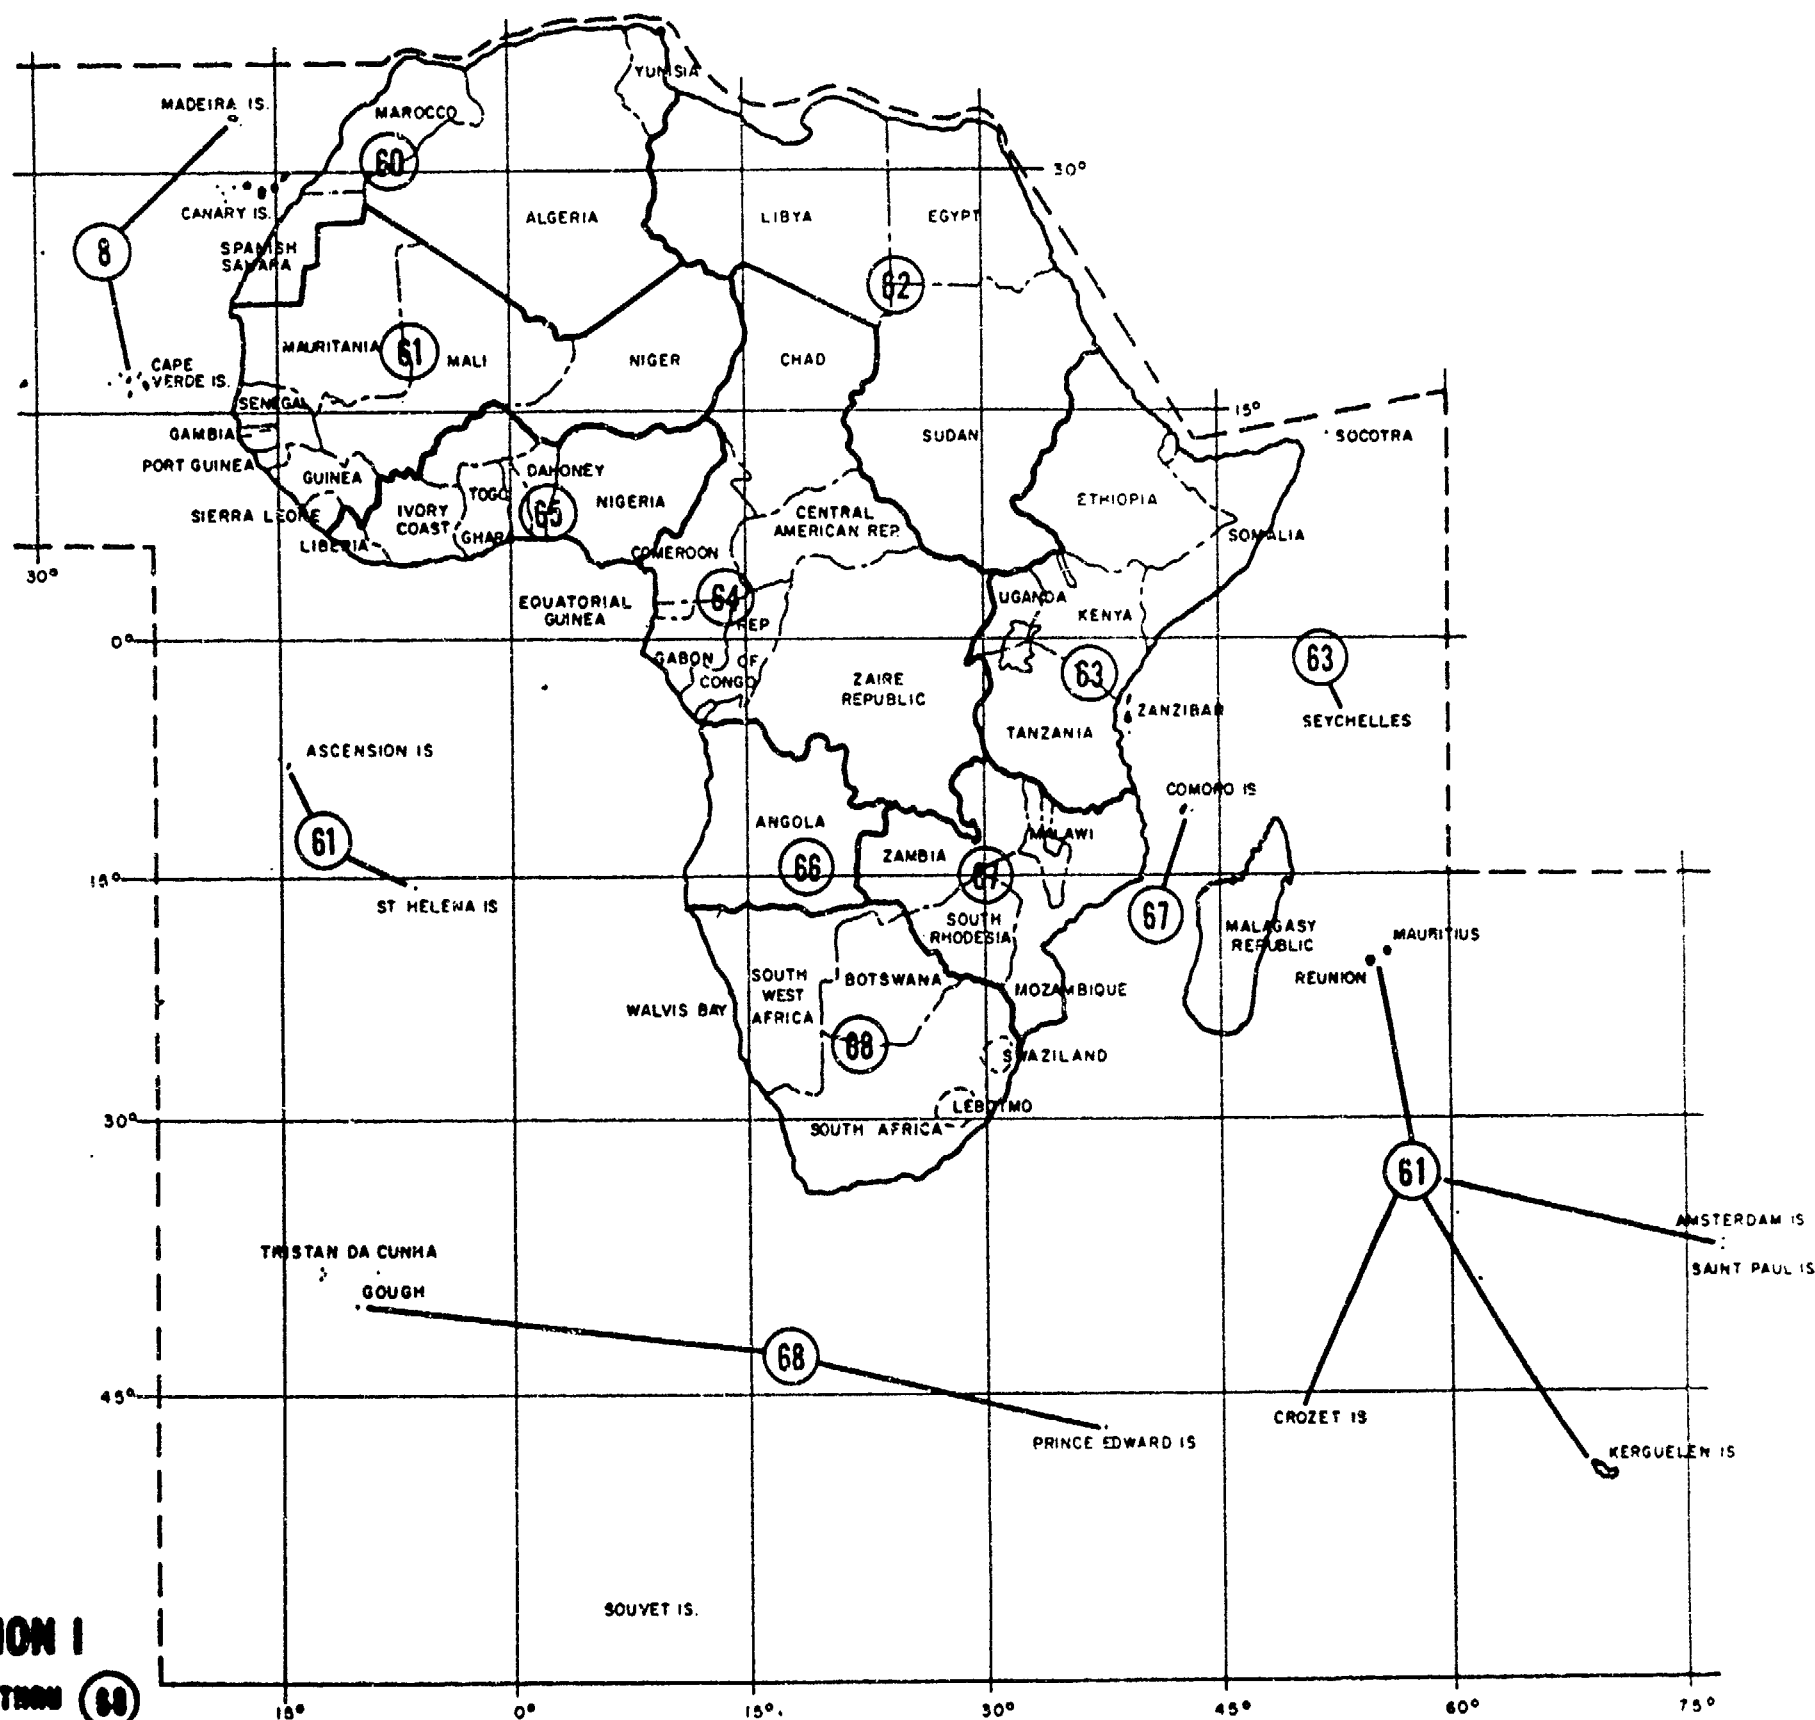 YUNISIA
MADEIRA IS.
MAROCCO
60
30°
CANARY IS.
ALGERIA
LIBYA
EGYPT
8
SPANISH
SAHARA
62
MAURITANIA
61
MALI
NIGER
CHAD
CAPE
VERDE IS.
SENEGAL
15°
GAMBIA
SUDAN
SOCOTRA
PORT GUINEA
GUINEA
DAHONEY
TOGO
NIGERIA
ETHIOPIA
SIERRA LEONE
IVORY
COAST
65
CENTRAL
AMERICAN REP.
GHAR
LIBERIA
SOMALIA
COMEROON
30°
EQUATORIAL
GUINEA
64
UGANDA
KENYA
REP
0°
GABON
OF
CONGO
63
63
ZAIRE
REPUBLIC
ZANZIBAR
SEYCHELLES
TANZANIA
ASCENSION IS
COMORO IS
ANGOLA
MALAWI
61
ZAMBIA
66
67
15°
ST HELENA IS
67
SOUTH
RHODESIA
MALAGASY
REPUBLIC
MAURITIUS
SOUTH
WEST
AFRICA
BOTSWANA
REUNION
MOZAMBIQUE
WALVIS BAY
68
SWAZILAND
LEBOTMO
30°
SOUTH AFRICA
61
AMSTERDAM IS
TRISTAN DA CUNHA
SAINT PAUL IS
GOUGH
68
45°
CROZET IS
PRINCE EDWARD IS
KERGUELEN IS
SOUVET IS.
ION I
THRU
15°
0°
15°
30°
45°
60°
75°